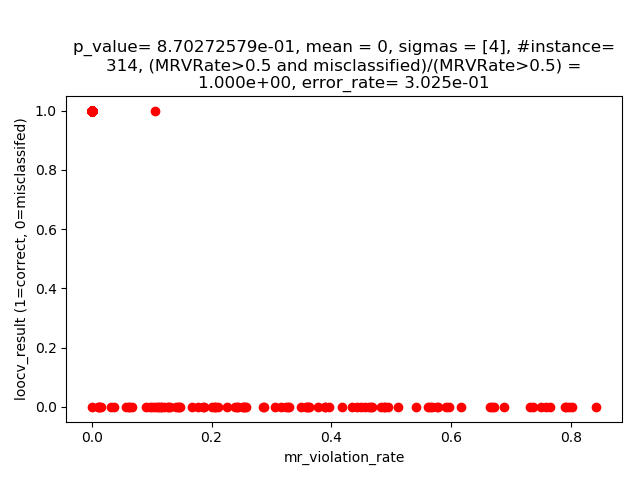 p_value= 8.70272579e-01, mean = 0, sigmas = [4], #instance=
314, (MRVRate>0.5 and misclassified)/(MRVRate>0.5) =
1.000e+00, error_rate= 3.025e-01
1.0
0.8
0.6
0.4
0.2
0.0
loocv_result (1=correct, 0=misclassifed)
0.0 0.2 0.4 0.6 0.8
mr_violation_rate